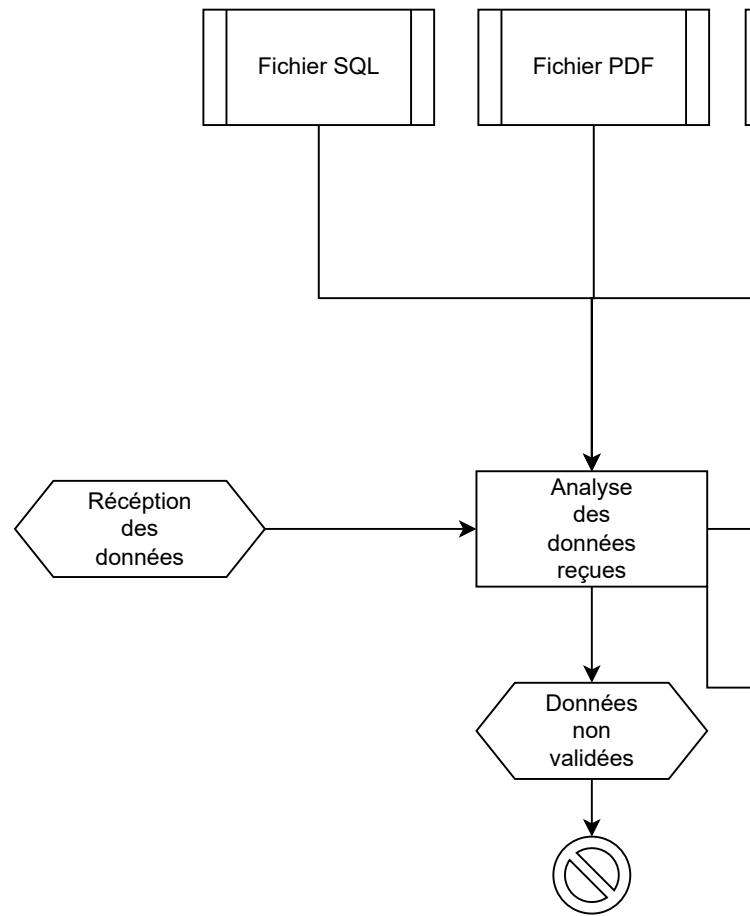 Fichier SQL
Fichier PDF
Récéption
des
données
Analyse
des
données
reçues
Données
non
validées